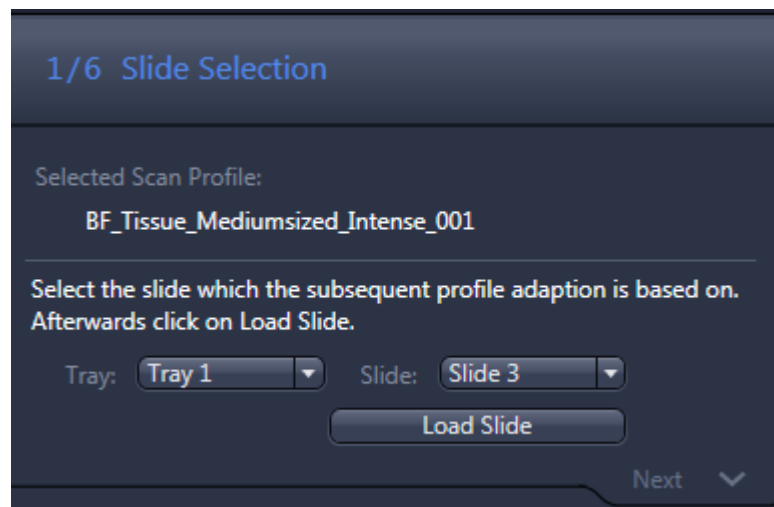 1/6 Slide Selection
Selected Scan Profile:
BF_Tissue_Mediumsized_Intense_001
Select the slide which the subsequent profile adaption is based on.
Afterwards click on Load Slide.
Tray: Tray 1 Slide: Slide 3
Load Slide
Next